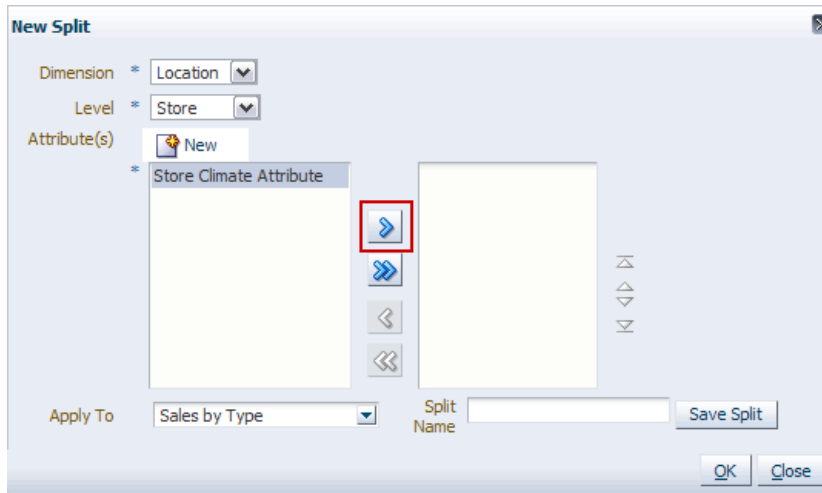 New Split
Dimension * Location
Level * Store
Attribute(s) New
* Store Climate Attribute
Apply To Sales by Type Split Name Save Split
OK Close